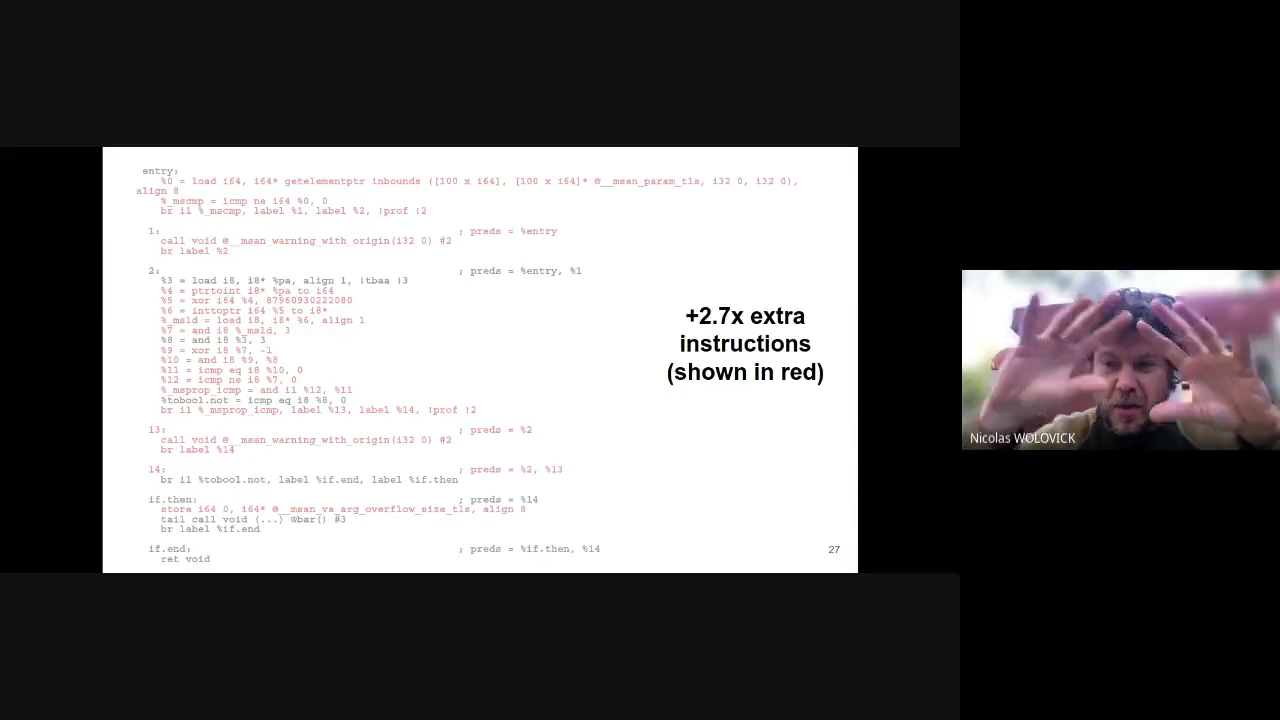 entry:
%0 = load i64, i64* getelementptr inbounds ([100 x i64], [100 x i64]* @__msan_param_tls, i32 0, i32 0),
align 8
%_mscmp = icmp ne i64 %0, 0
br i1 %_mscmp, label %1, label %2, !prof !2
1: ; preds = %entry
call void @__msan_warning_with_origin(i32 0) #2
br label %2
2: ; preds = %entry, %1
%3 = load i8, i8* %pa, align 1, !tbaa !3
%4 = ptrtoint i8* %pa to i64
%5 = xor i64 %4, 87960930222080
%6 = inttoptr i64 %5 to i8*
%_msld = load i8, i8* %6, align 1
%7 = and i8 %_msld, 3
%8 = and i8 %3, 3
%9 = xor i8 %7, -1
%10 = and i8 %9, %8
%11 = icmp eq i8 %10, 0
%12 = icmp ne i8 %7, 0
%_msprop_icmp = and i1 %12, %11
%tobool.not = icmp eq i8 %8, 0
br i1 %_msprop_icmp, label %13, label %14, !prof !2
13: ; preds = %2
call void @__msan_warning_with_origin(i32 0) #2
br label %14
14: ; preds = %2, %13
br i1 %tobool.not, label %if.end, label %if.then
if.then: ; preds = %14
store i64 0, i64* @__msan_va_arg_overflow_size_tls, align 8
tail call void (...) @bar() #3
br label %if.end
if.end: ; preds = %if.then, %14
ret void
+2.7x extra
instructions
(shown in red)
27
Nicolas WOLOVICK